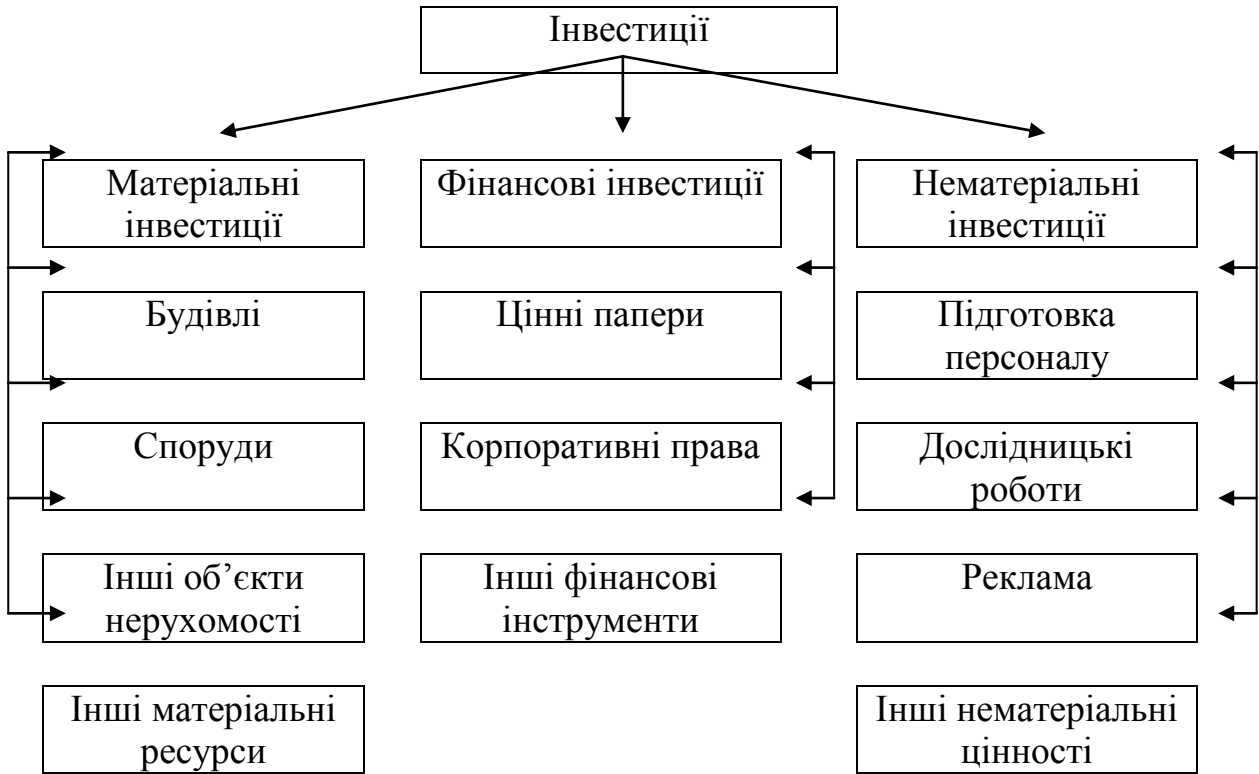 Інвестиції
Матеріальні
інвестиції
Фінансові інвестиції
Нематеріальні
інвестиції
Будівлі
Цінні папери
Підготовка
персоналу
Споруди
Корпоративні права
Дослідницькі
роботи
Інші об’єкти
нерухомості
Інші фінансові
інструменти
Реклама
Інші матеріальні
ресурси
Інші нематеріальні
цінності